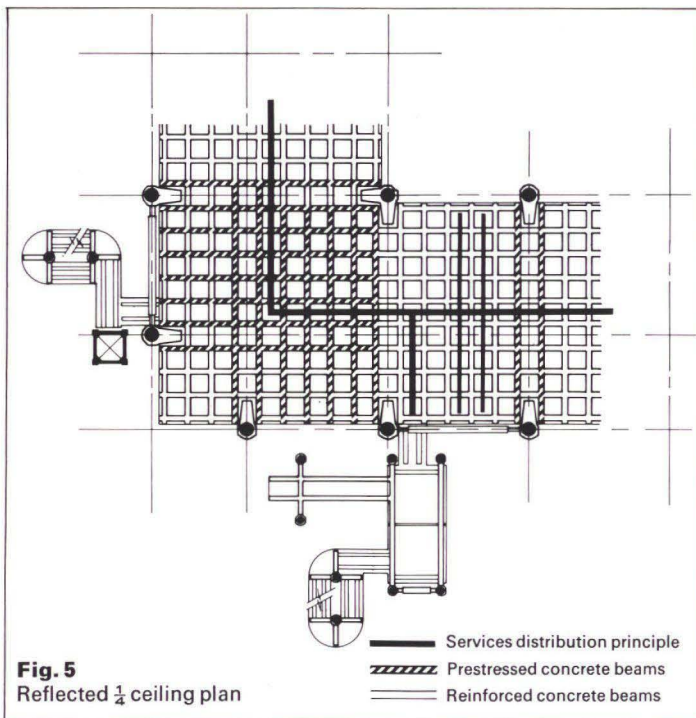 Services distribution principle
Prestressed concrete beams
Reinforced concrete beams
Fig. 5
Reflected ¼ ceiling plan